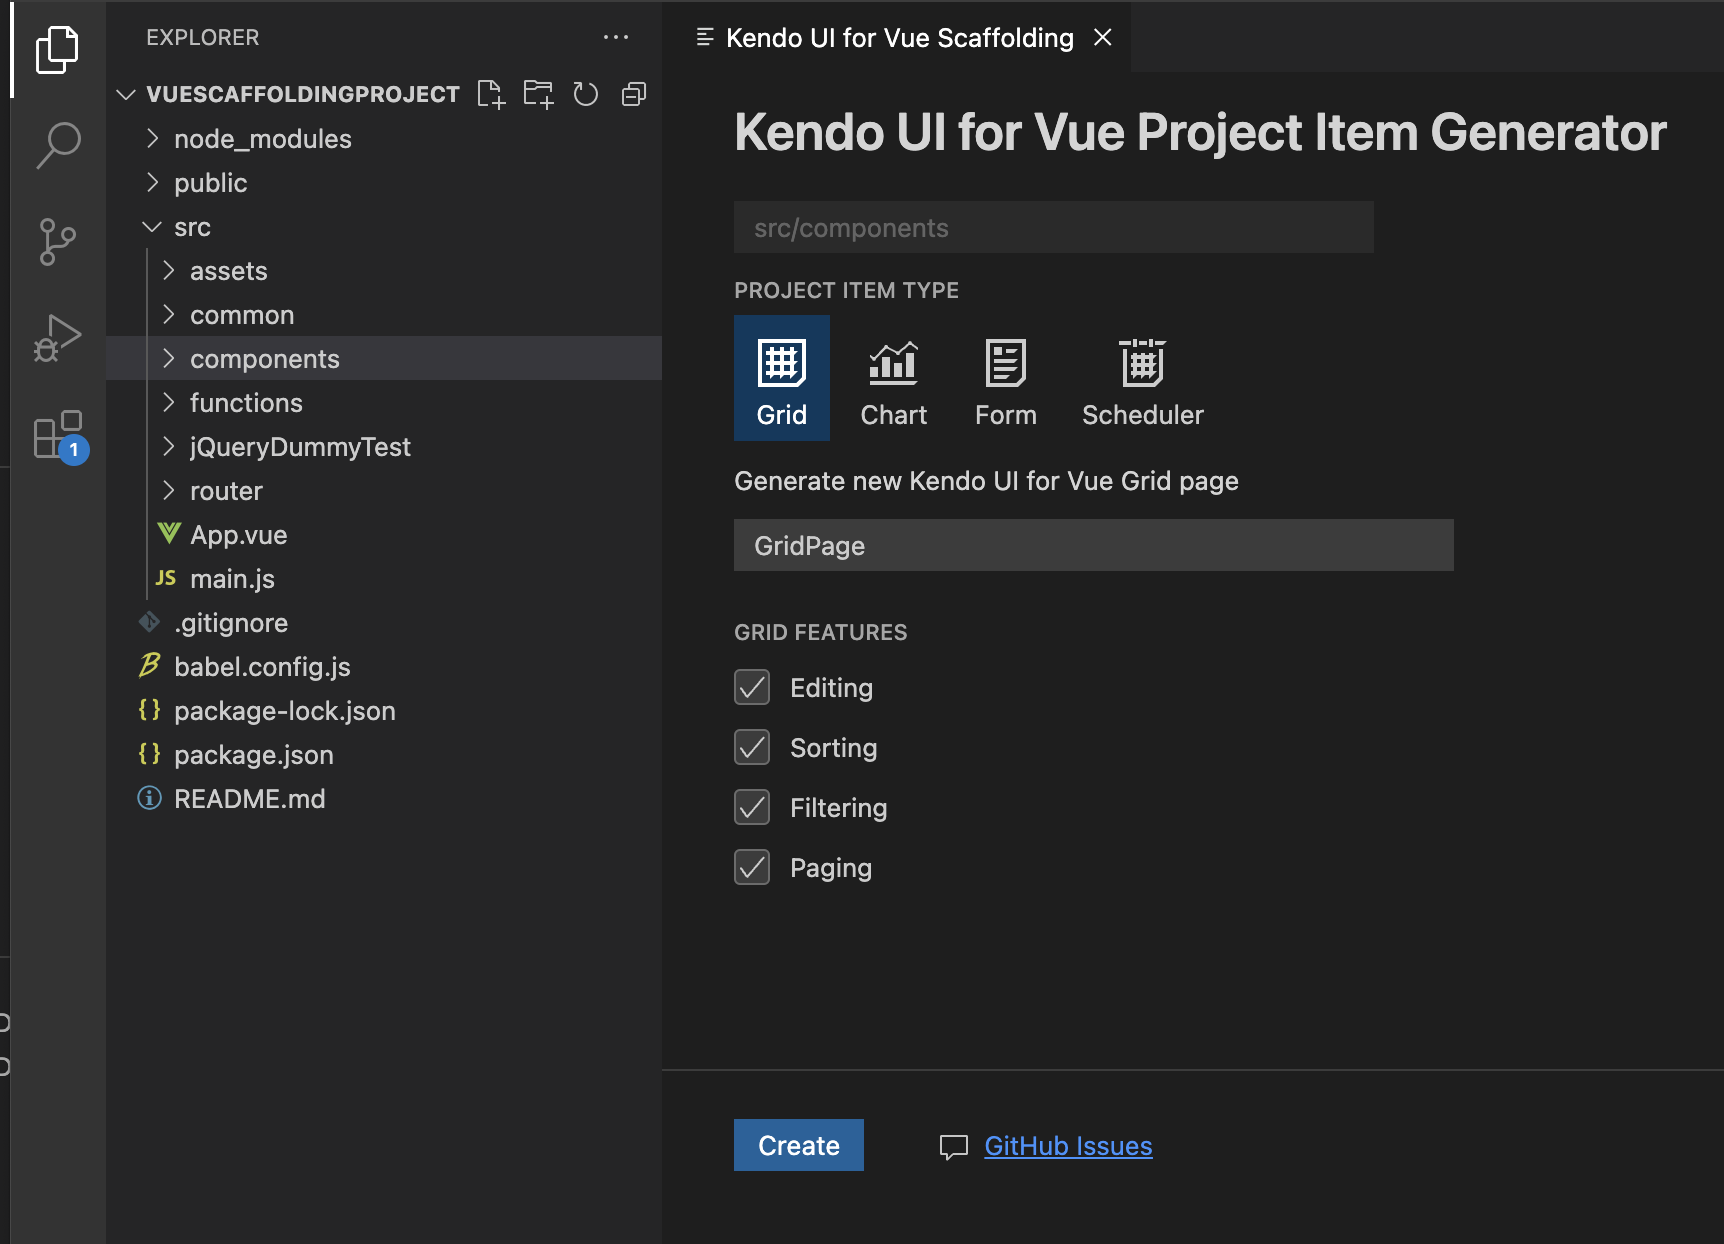 EXPLORER
VUESCAFFOLDINGPROJECT
node_modules
public
src
assets
common
components
functions
jQueryDummyTest
router
App.vue
JS main.js
.gitignore
babel.config.js
{} package-lock.json
{} package.json
README.md
1
Kendo UI for Vue Scaffolding
Kendo UI for Vue Project Item Generator
src/components
PROJECT ITEM TYPE
Grid
Chart
Form
Scheduler
Generate new Kendo UI for Vue Grid page
GridPage
GRID FEATURES
Editing
Sorting
Filtering
Paging
Create
GitHub Issues